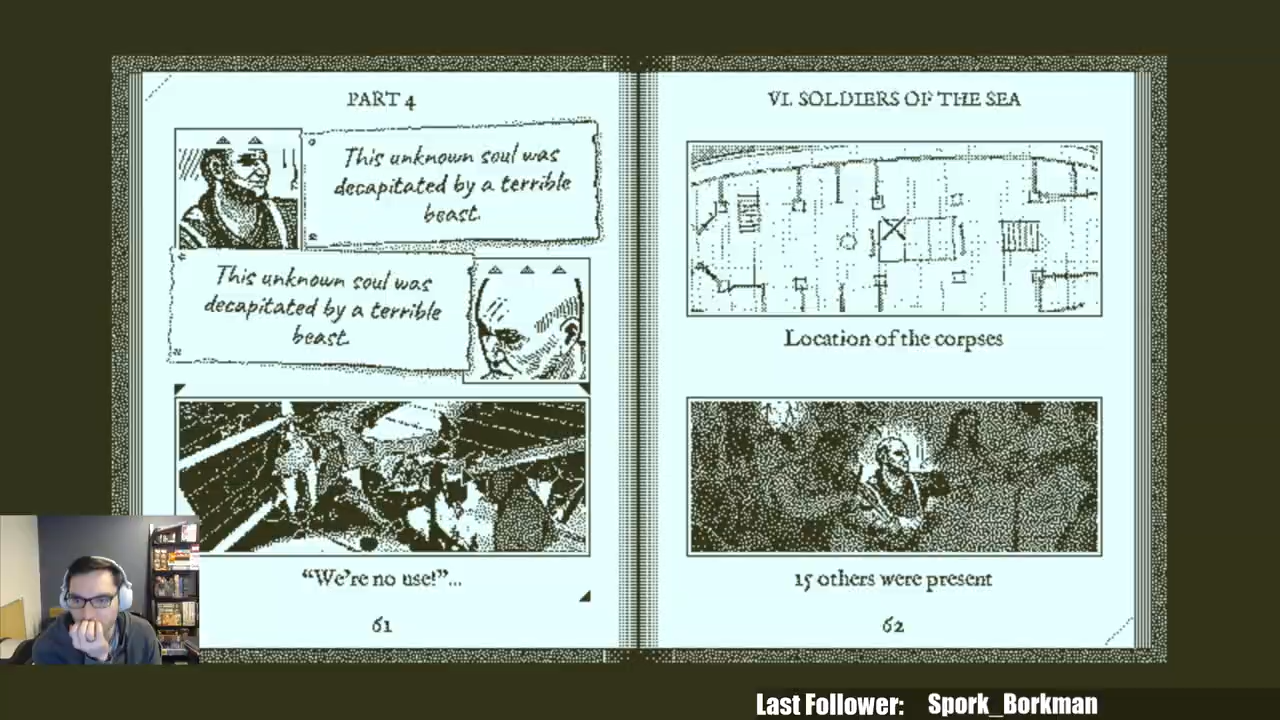 PART 4
This unknown soul was
decapitated by a terrible
beast.
This unknown soul was
decapitated by a terrible
beast.
“We’re no use!”...
61
VI. SOLDIERS OF THE SEA
Location of the corpses
15 others were present
62
Last Follower: Spork_Borkman